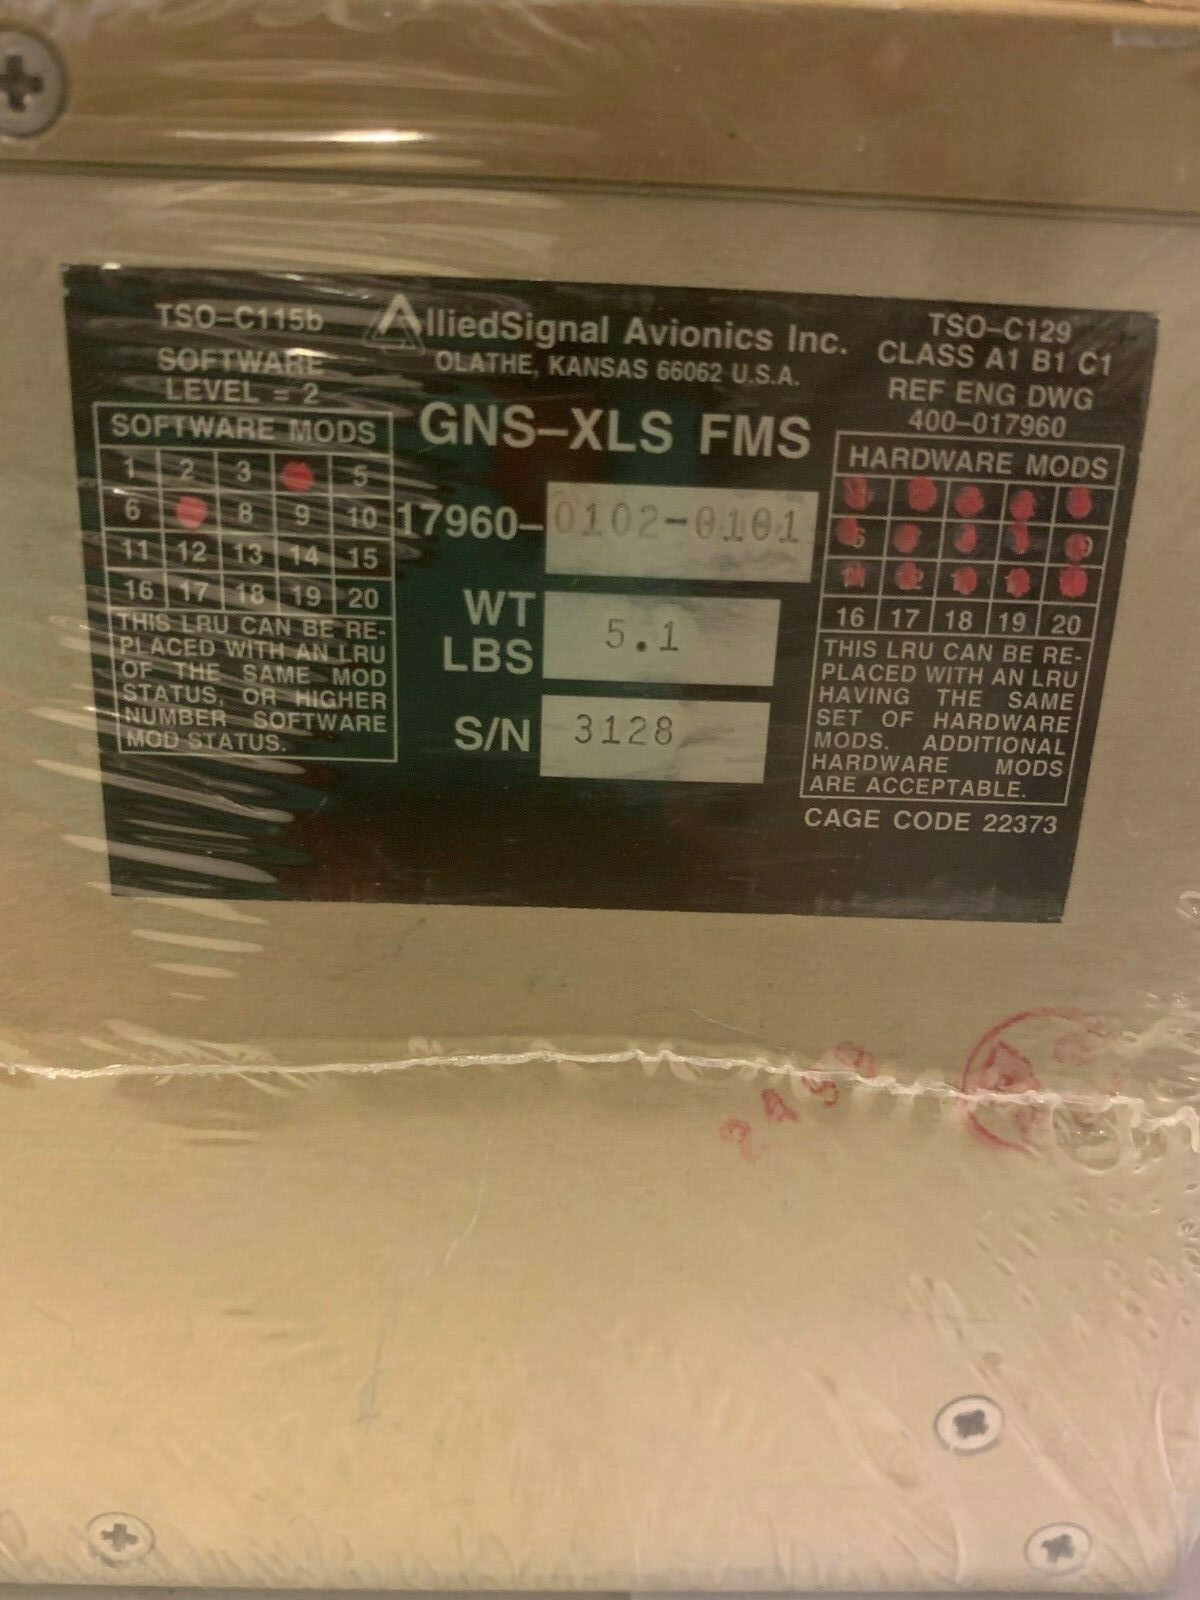 TSO-C115b
SOFTWARE
LEVEL = 2
AlliedSignal Avionics Inc.
OLATHE, KANSAS 66062 U.S.A.
TSO-C129
CLASS A1 B1 C1
REF ENG DWG
400-017960
GNS-XLS FMS
SOFTWARE MODS
1 2 3 5
6 8 9 10
11 12 13 14 15
16 17 18 19 20
THIS LRU CAN BE RE-
PLACED WITH AN LRU
OF THE SAME MOD
STATUS, OR HIGHER
NUMBER SOFTWARE
MOD STATUS.
17960-0102-0101
WT
LBS
5.1
S/N 3128
HARDWARE MODS
16 17 18 19 20
THIS LRU CAN BE RE-
PLACED WITH AN LRU
HAVING THE SAME
SET OF HARDWARE
MODS. ADDITIONAL
HARDWARE MODS
ARE ACCEPTABLE.
CAGE CODE 22373